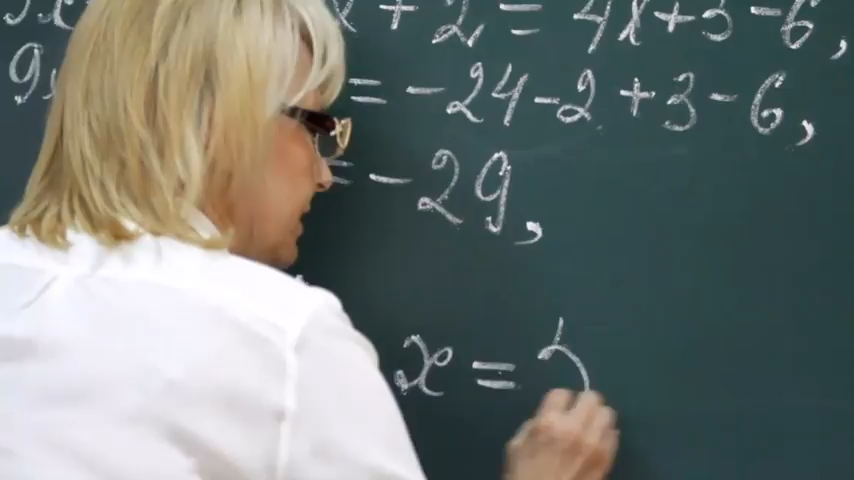 + 2 = 4x + 3 - 6,
= - 24 - 2 + 3 - 6,
= - 29,
x =